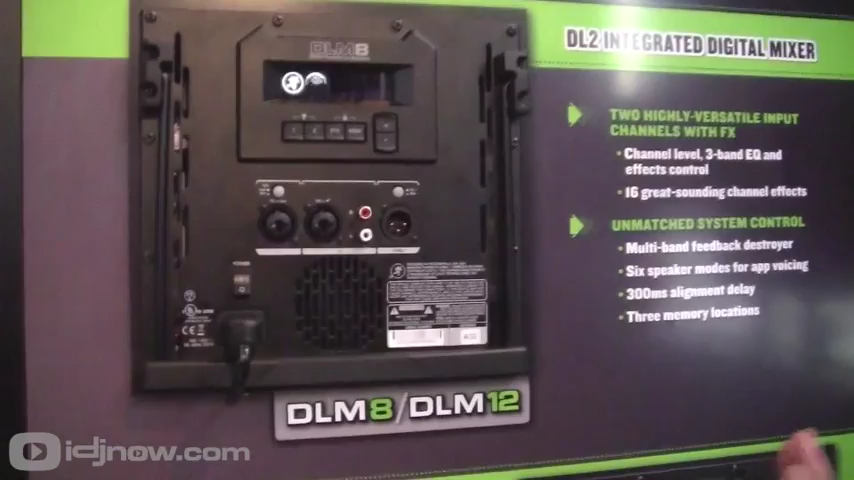 DLM8
DL2 INTEGRATED DIGITAL MIXER
TWO HIGHLY-VERSATILE INPUT
CHANNELS WITH FX
• Channel level, 3-band EQ and
effects control
• 16 great-sounding channel effects
UNMATCHED SYSTEM CONTROL
• Multi-band feedback destroyer
• Six speaker modes for app voicing
• 300ms alignment delay
• Three memory locations
DLM8/DLM12
idjnow.com